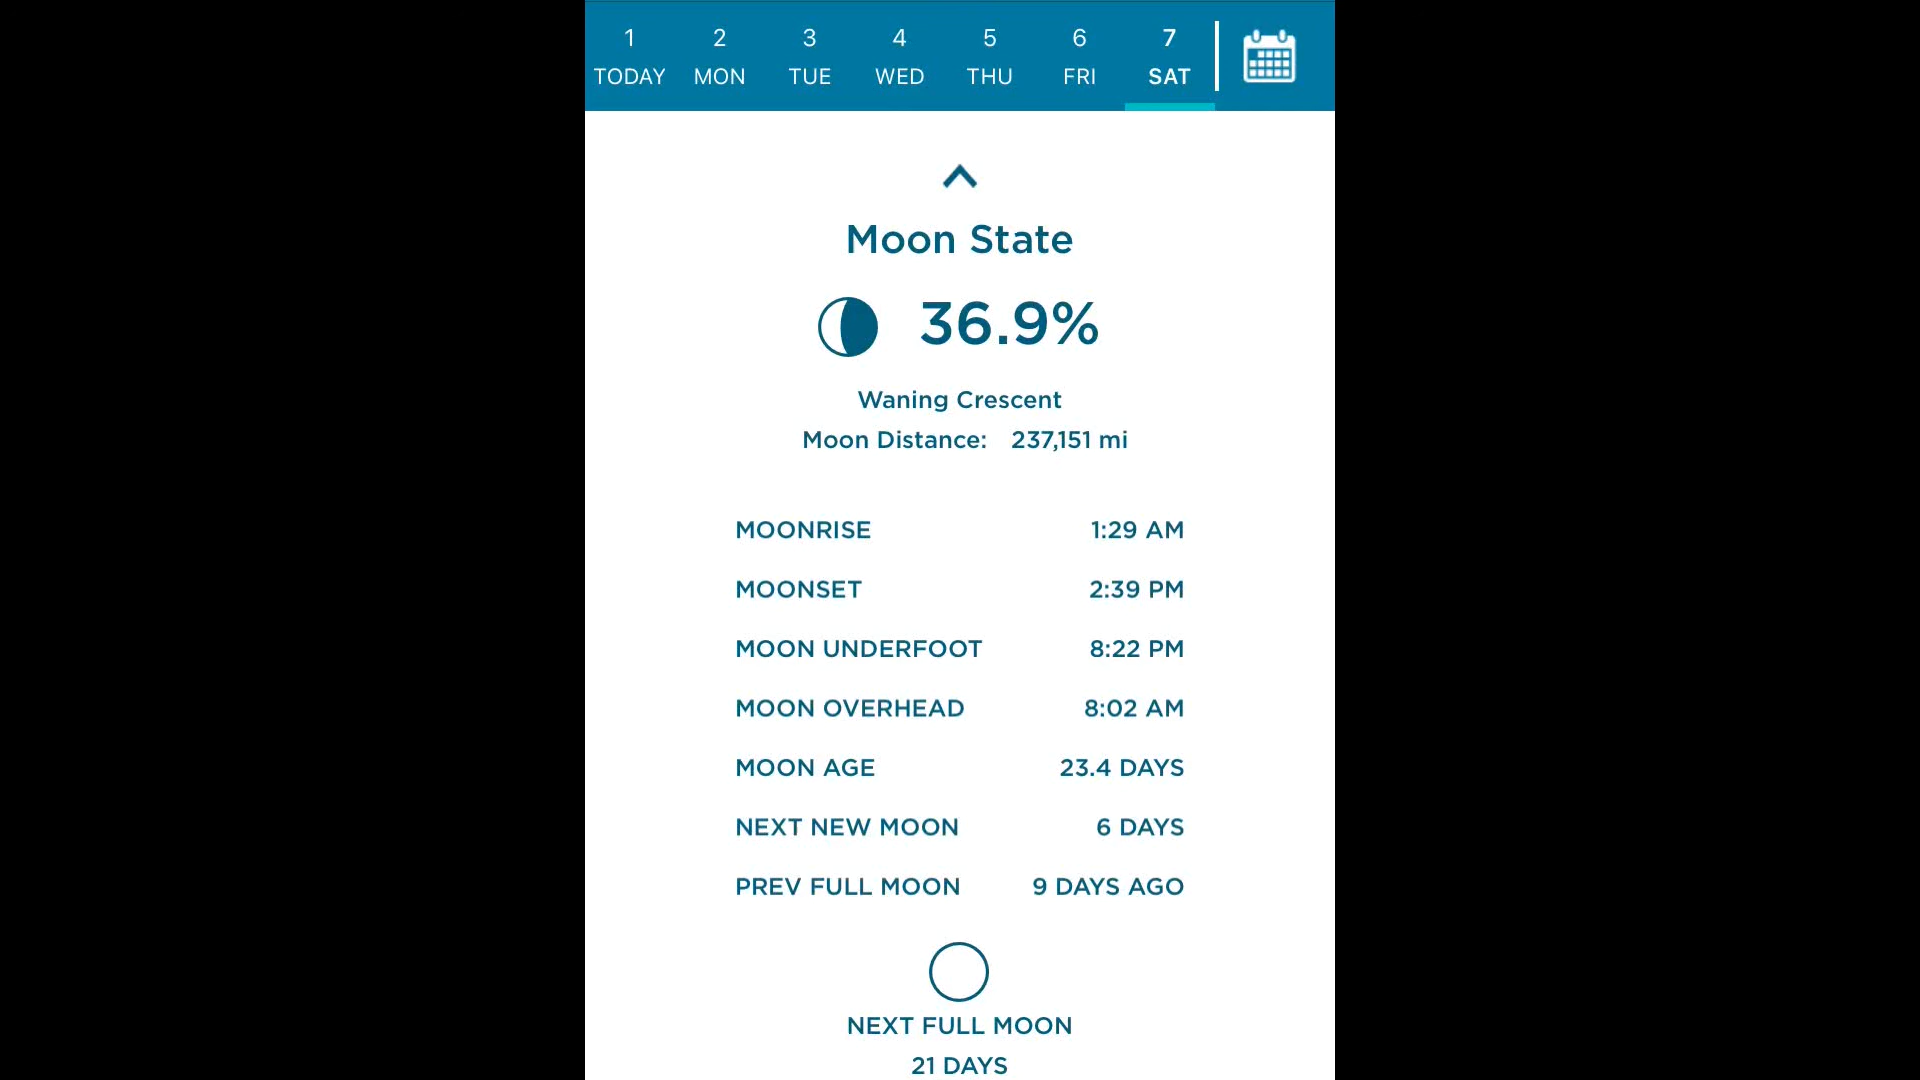 1 2 3 4 5 6 7
TODAY MON TUE WED THU FRI SAT
Moon State
36.9%
Waning Crescent
Moon Distance: 237,151 mi
MOONRISE 1:29 AM
MOONSET 2:39 PM
MOON UNDERFOOT 8:22 PM
MOON OVERHEAD 8:02 AM
MOON AGE 23.4 DAYS
NEXT NEW MOON 6 DAYS
PREV FULL MOON 9 DAYS AGO
NEXT FULL MOON
21 DAYS